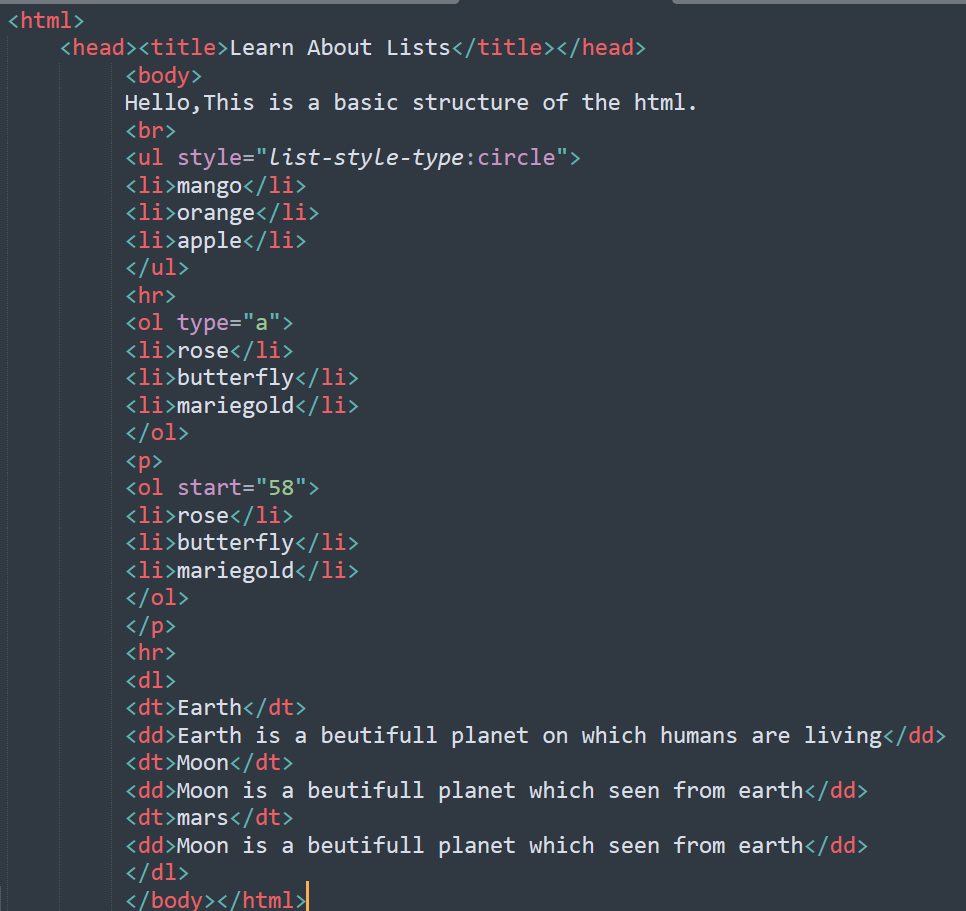 <html>
<head><title>Learn About Lists</title></head>
<body>
Hello,This is a basic structure of the html.
<br>
<ul style="list-style-type:circle">
<li>mango</li>
<li>orange</li>
<li>apple</li>
</ul>
<hr>
<ol type="a">
<li>rose</li>
<li>butterfly</li>
<li>mariegold</li>
</ol>
<p>
<ol start="58">
<li>rose</li>
<li>butterfly</li>
<li>mariegold</li>
</ol>
</p>
<hr>
<dl>
<dt>Earth</dt>
<dd>Earth is a beutifull planet on which humans are living</dd>
<dt>Moon</dt>
<dd>Moon is a beutifull planet which seen from earth</dd>
<dt>mars</dt>
<dd>Moon is a beutifull planet which seen from earth</dd>
</dl>
</body></html>